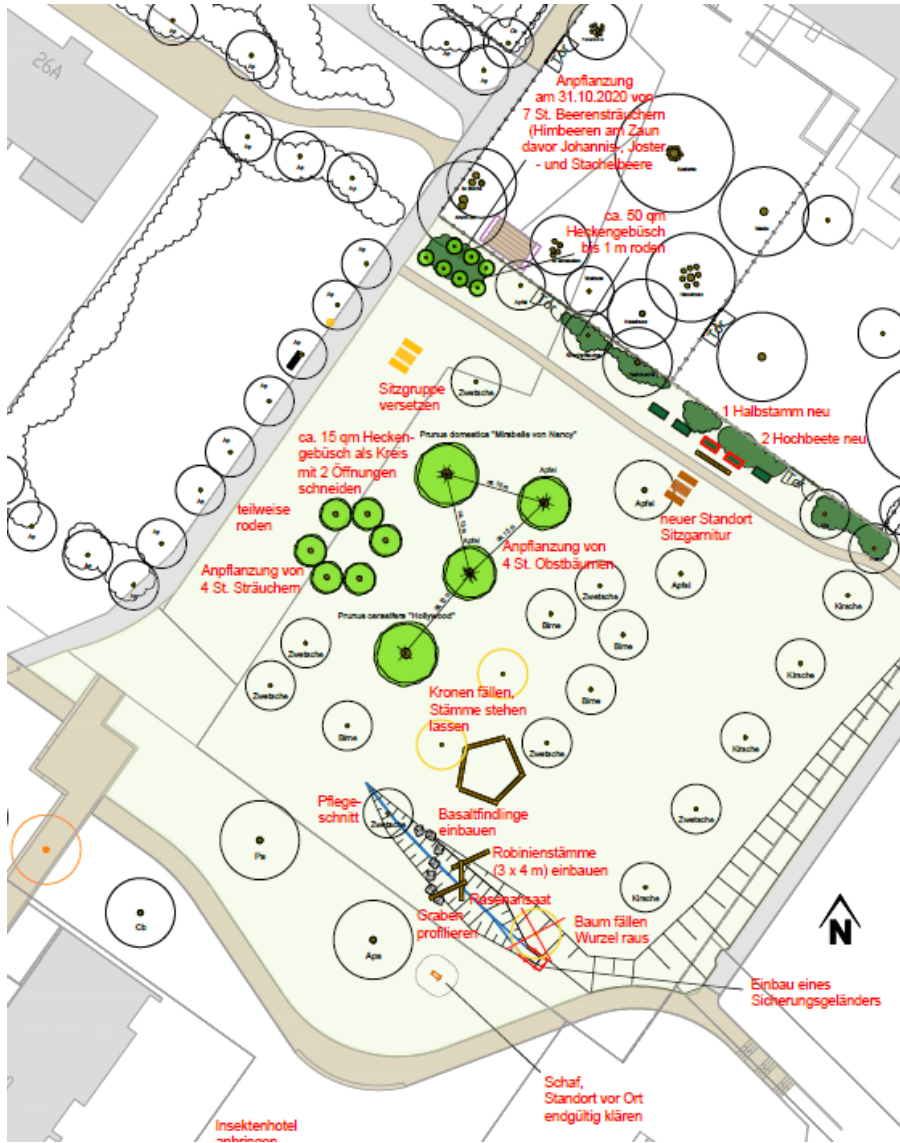 26A
Anpflanzung
am 31.10.2020 von
7 St. Beerensträuchern
(Himbeeren am Zaun
davor Johannis-, Joster
- und Stachelbeere
ca. 50 qm
Heckengebüsch
bis 1 m roden
Apfel
Sitzgruppe
versetzen
Zwetsche
1 Halbstamm neu
2 Hochbeete neu
ca. 15 qm Hecken-
gebüsch als Kreis
mit 2 Öffnungen
schneiden
Prunus domestica "Mirabelle von Nancy"
Apfel
Apfel
neuer Standort
Sitzgarnitur
teilweise
roden
Apfel
Anpflanzung von
4 St. Obstbäumen
Anpflanzung von
4 St. Sträuchern
Zwetsche
Apfel
Kirsche
Prunus cerasifera "Hollywood"
Birne
Birne
Zwetsche
Zwetsche
Kirsche
Kronen fällen,
Stämme stehen
lassen
Birne
Birne
Zwetsche
Kirsche
Pflege-
schnitt
Zwetsche
Basaltfindlinge
einbauen
Zwetsche
Robinienstämme
(3 x 4 m) einbauen
Rasenansaat
Kirsche
Ps
Cb
Graben
profilieren
Baum fällen
Wurzel raus
N
Aps
Einbau eines
Sicherungsgeländers
Schaf,
Standort vor Ort
endgültig klären
Insektenhotel
anbringen